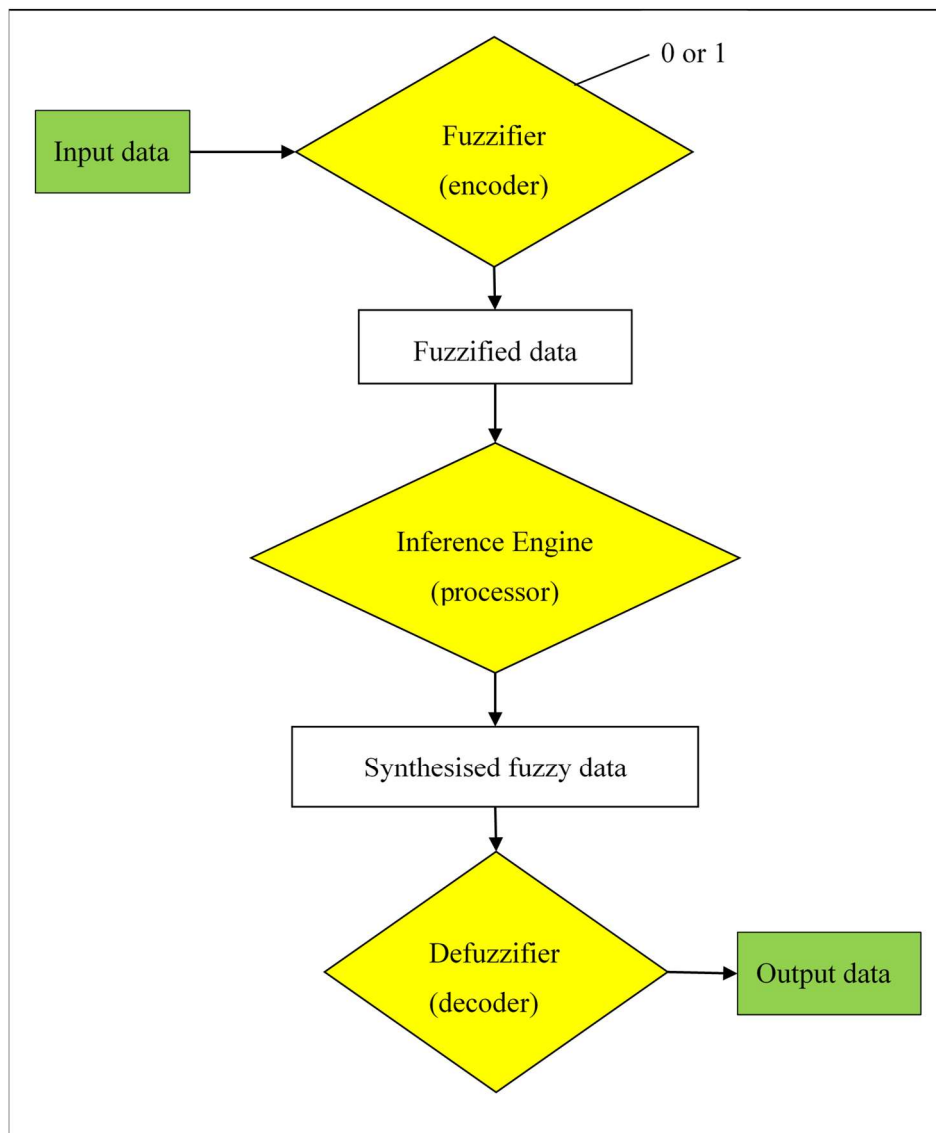 0 or 1
Input data
Fuzzifier
(encoder)
Fuzzified data
Inference Engine
(processor)
Synthesised fuzzy data
Defuzzifier
(decoder)
Output data